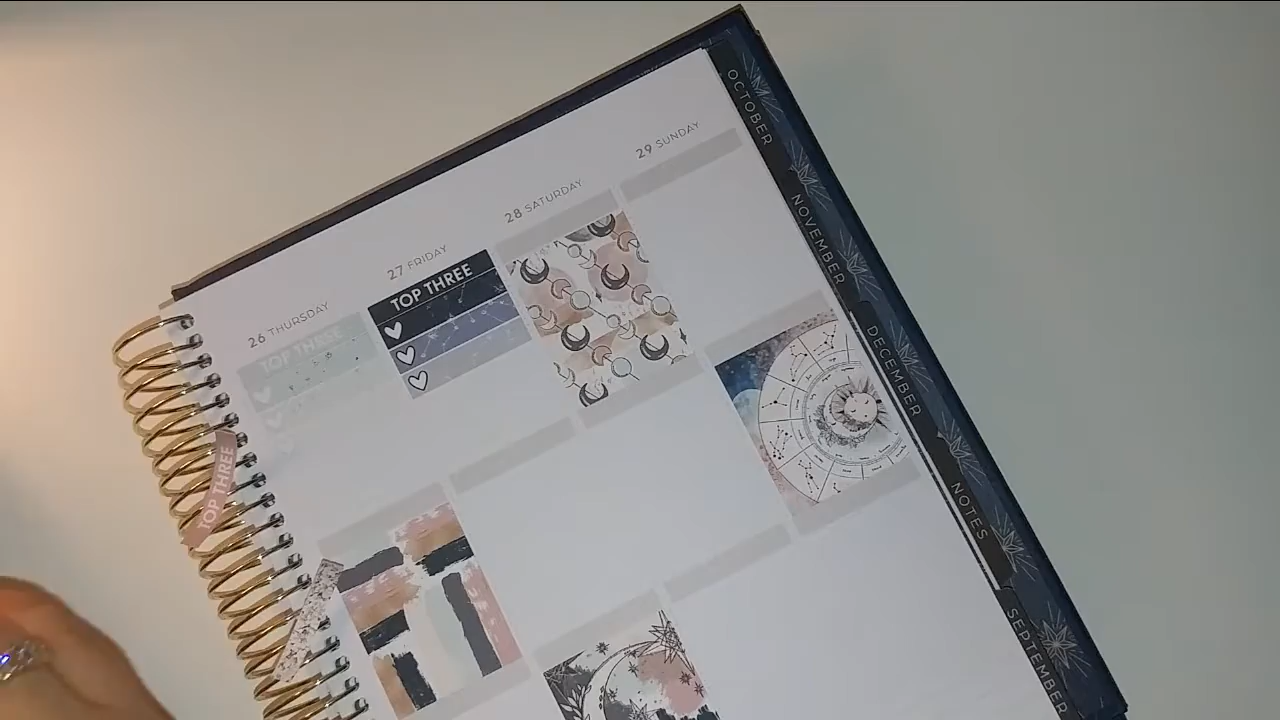 26 THURSDAY
27 FRIDAY
28 SATURDAY
29 SUNDAY
TOP THREE
TOP THREE
TOP THREE
OCTOBER
NOVEMBER
DECEMBER
NOTES
SEPTEMBER